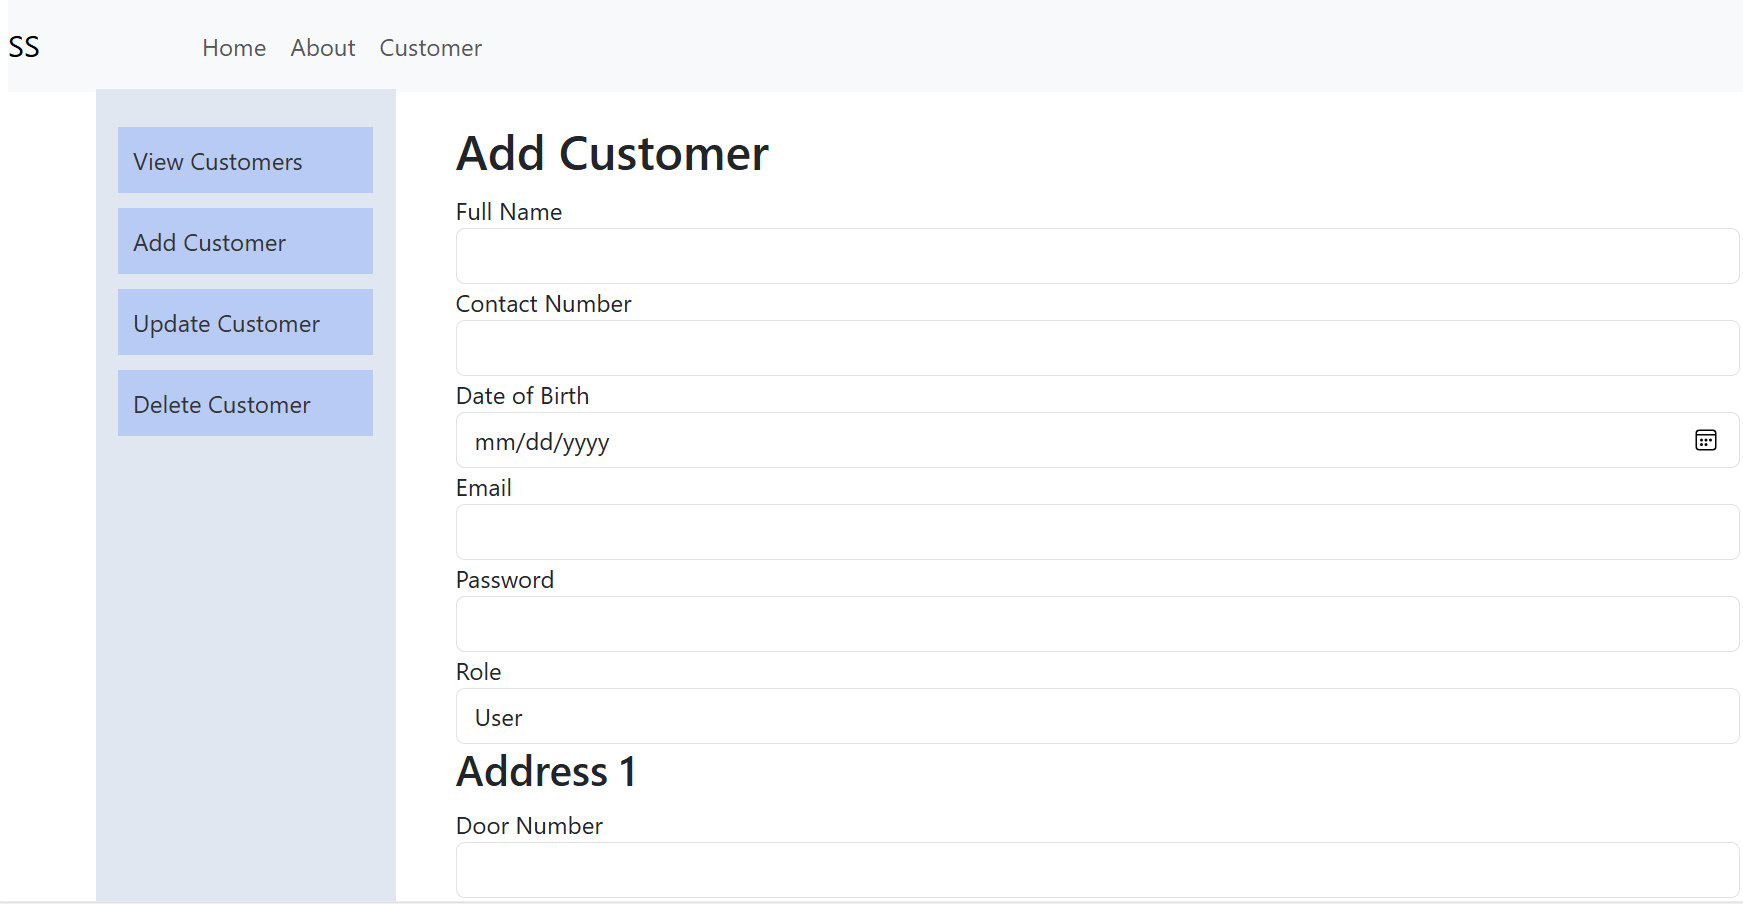 SS
Home About Customer
View Customers
Add Customer
Update Customer
Delete Customer
Add Customer
Full Name
Contact Number
Date of Birth
mm/dd/yyyy
Email
Password
Role
User
Address 1
Door Number